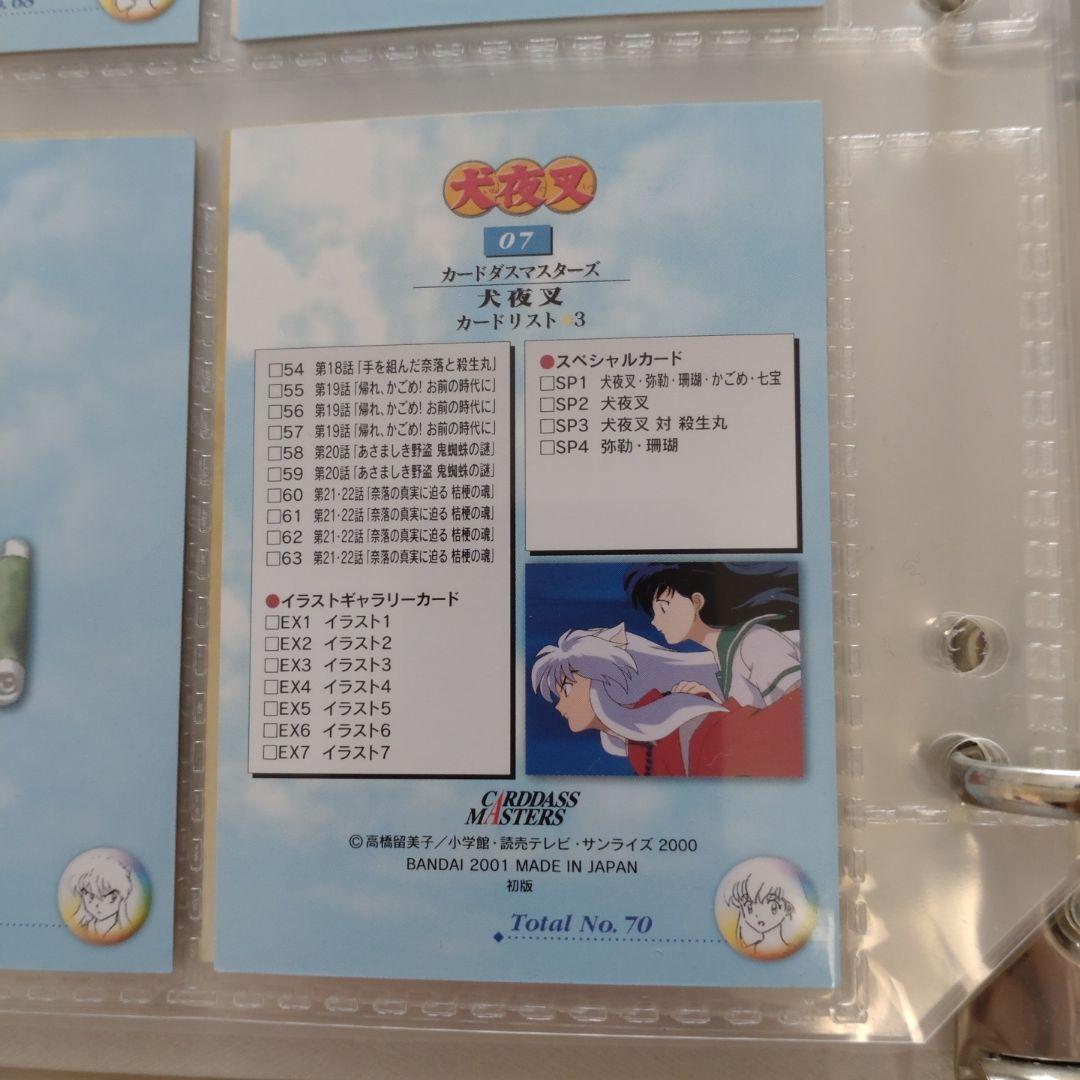 犬夜叉
07
カードダスマスターズ
犬夜叉
カードリスト★3
□54 第18話「手を組んだ奈落と殺生丸」
□55 第19話「帰れ、かごめ! お前の時代に」
□56 第19話「帰れ、かごめ! お前の時代に」
□57 第19話「帰れ、かごめ! お前の時代に」
□58 第20話「あさましき野盗 鬼蜘蛛の謎」
□59 第20話「あさましき野盗 鬼蜘蛛の謎」
□60 第21・22話「奈落の真実に迫る 桔梗の魂」
□61 第21・22話「奈落の真実に迫る 桔梗の魂」
□62 第21・22話「奈落の真実に迫る 桔梗の魂」
□63 第21・22話「奈落の真実に迫る 桔梗の魂」
●イラストギャラリーカード
□EX1 イラスト1
□EX2 イラスト2
□EX3 イラスト3
□EX4 イラスト4
□EX5 イラスト5
□EX6 イラスト6
□EX7 イラスト7
●スペシャルカード
□SP1 犬夜叉・弥勒・珊瑚・かごめ・七宝
□SP2 犬夜叉
□SP3 犬夜叉 対 殺生丸
□SP4 弥勒・珊瑚
CARDDASS
MASTERS
©高橋留美子/小学館・読売テレビ・サンライズ 2000
BANDAI 2001 MADE IN JAPAN
初版
Total No. 70